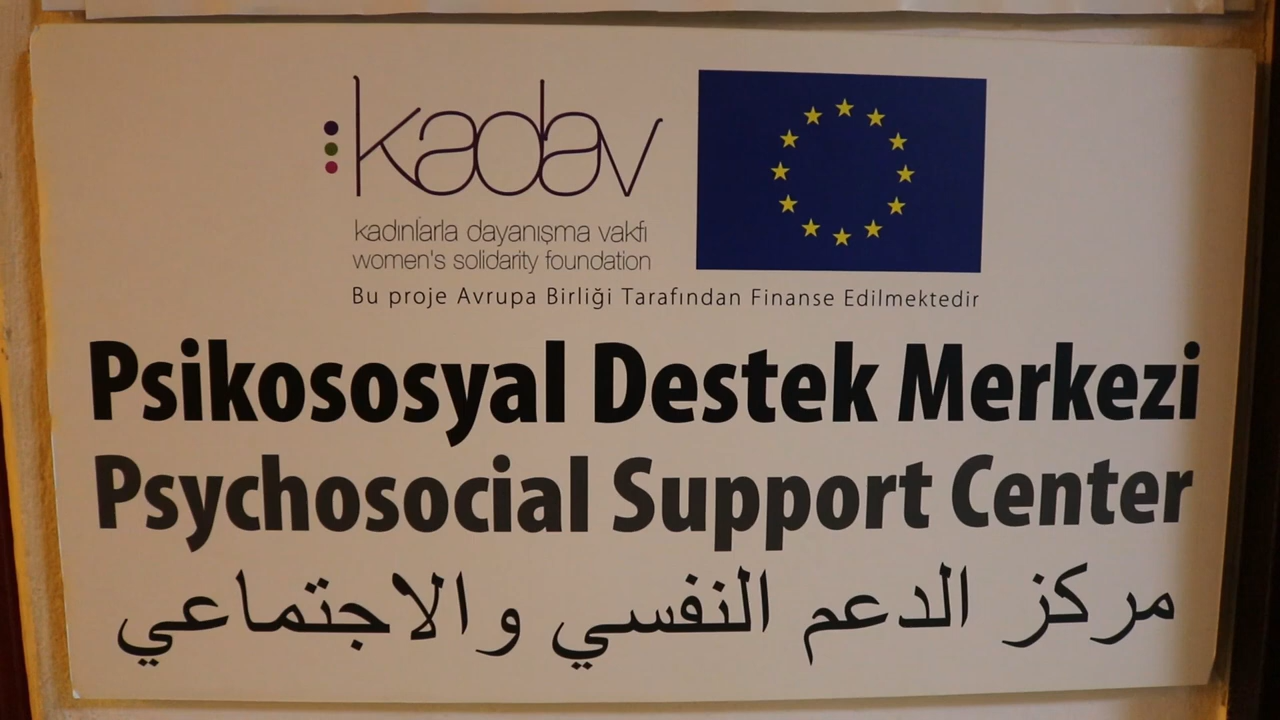 kadav
kadınlarla dayanışma vakfı
women's solidarity foundation
Bu proje Avrupa Birliği Tarafından Finanse Edilmektedir
Psikososyal Destek Merkezi
Psychosocial Support Center
مركز الدعم النفسي والاجتماعي